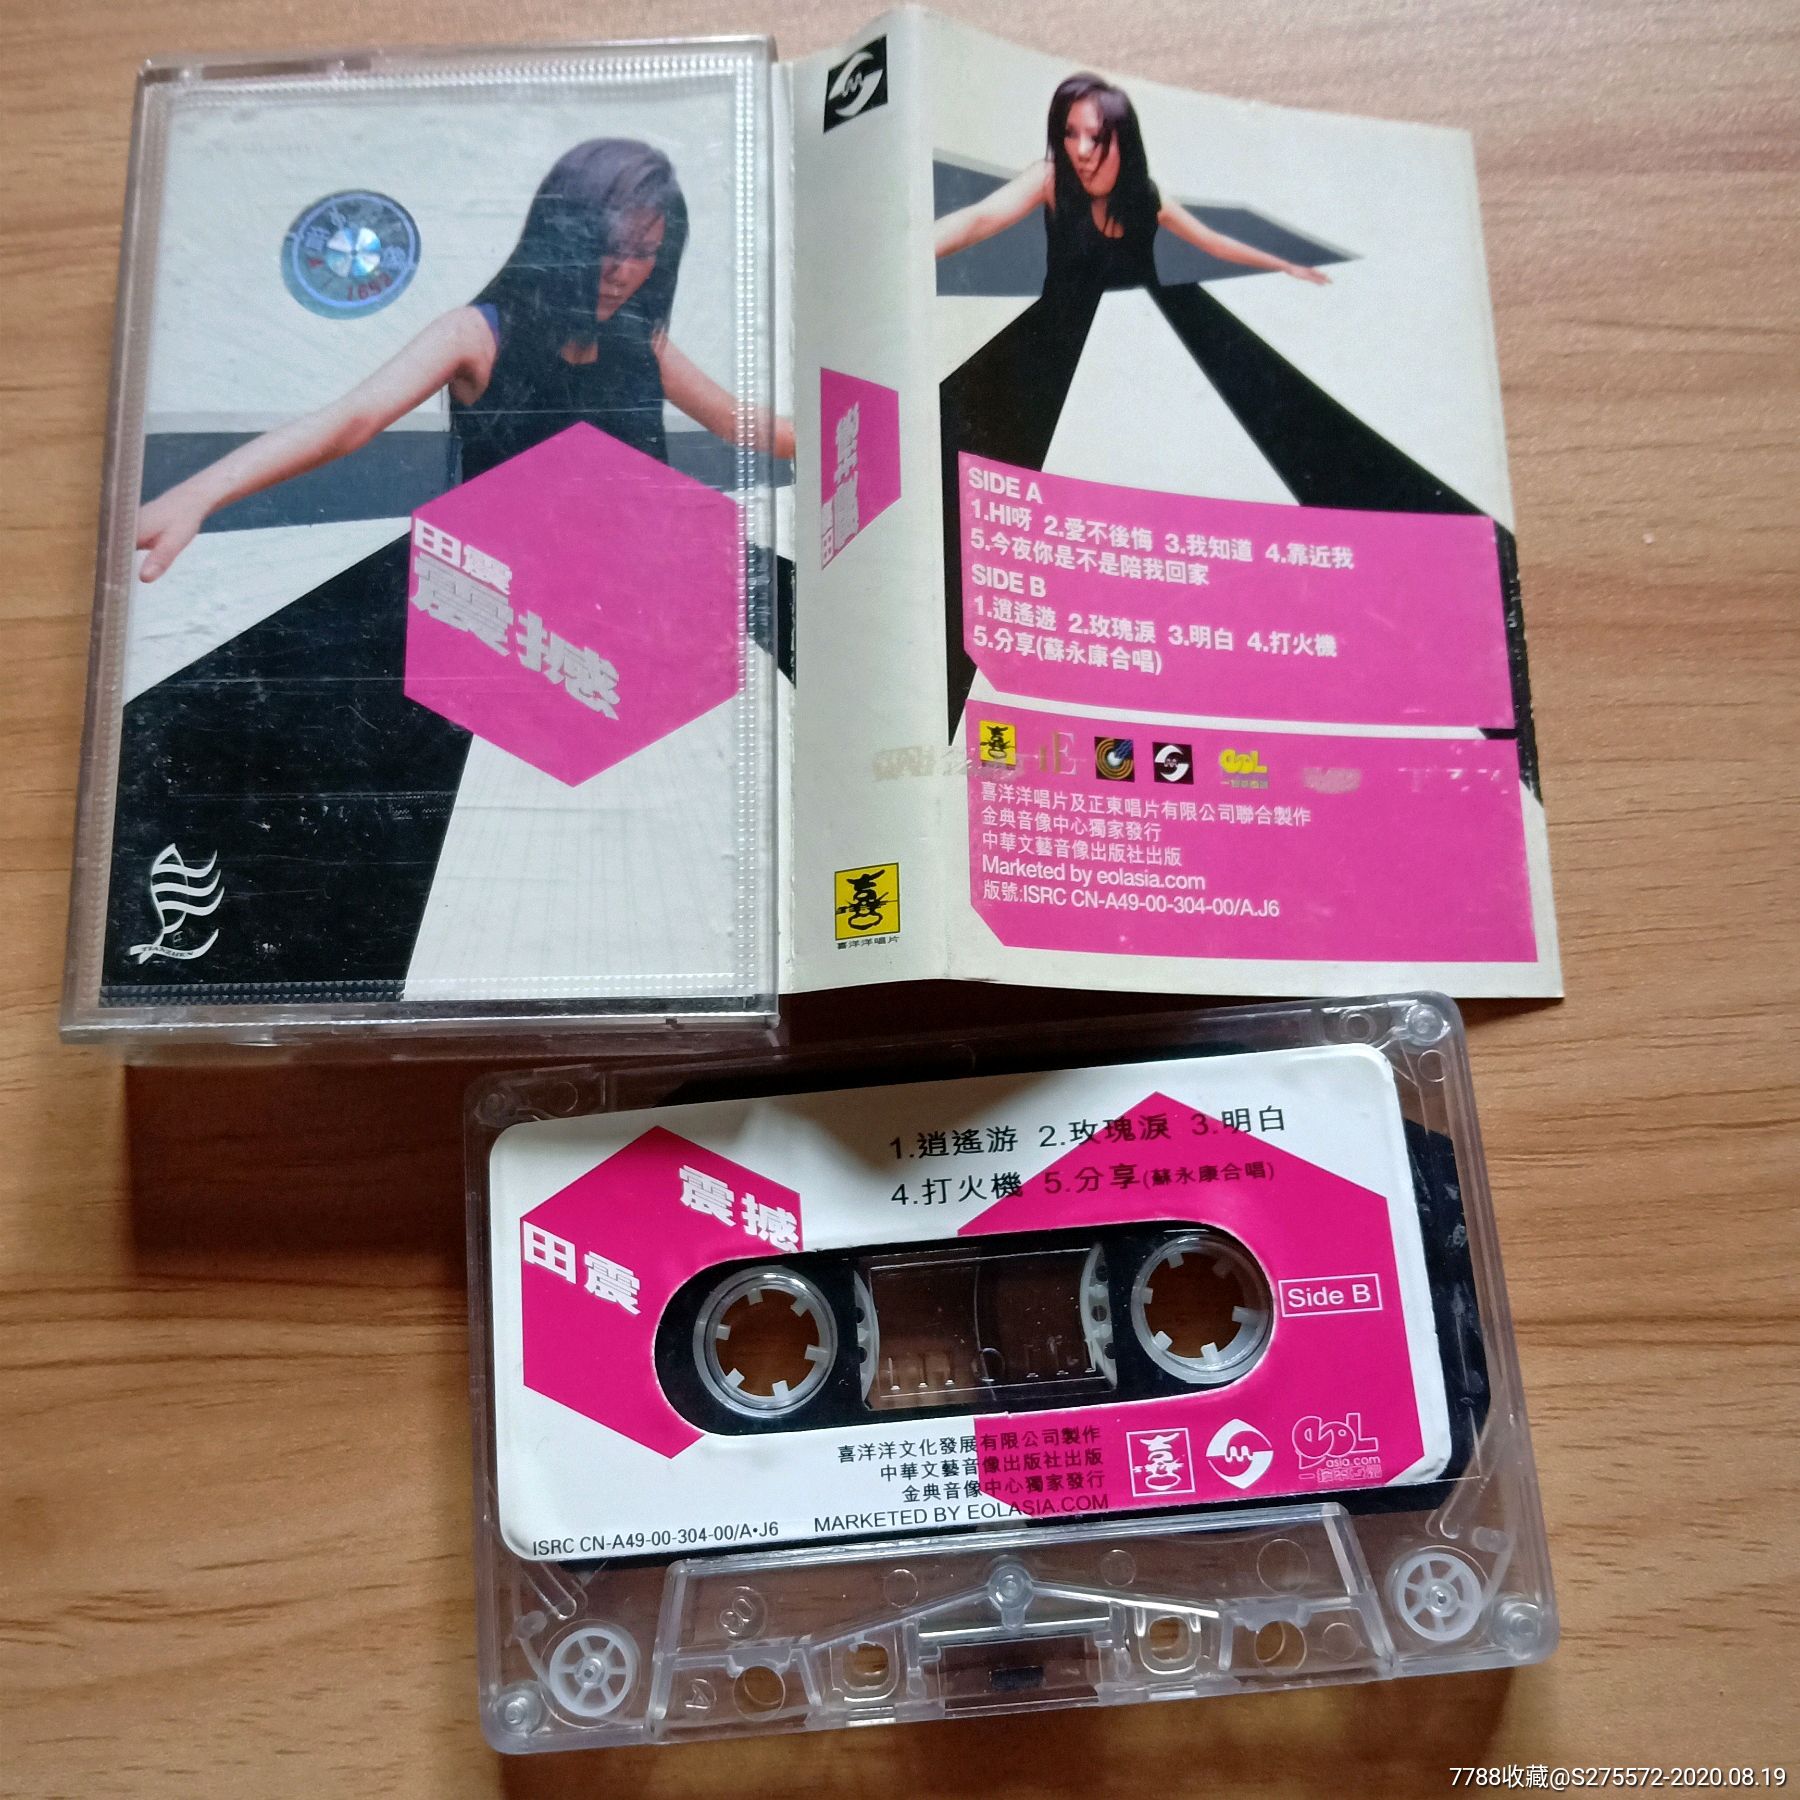 田震
震撼
TIANZHEN
田震
震撼
喜洋洋唱片
SIDE A
1.HI呀 2.愛不後悔 3.我知道 4.靠近我
5.今夜你是不是陪我回家
SIDE B
1.逍遙遊 2.玫瑰淚 3.明白 4.打火機
5.分享(蘇永康合唱)
喜洋洋唱片及正東唱片有限公司聯合製作
金典音像中心獨家發行
中華文藝音像出版社出版
Marketed by eolasia.com
版號:ISRC CN-A49-00-304-00/A.J6
1.逍遙游 2.玫瑰淚 3.明白
4.打火機 5.分享(蘇永康合唱)
震撼
田震
Side B
喜洋洋文化發展有限公司製作
中華文藝音像出版社出版
金典音像中心獨家發行
MARKETED BY EOLASIA.COM
ISRC CN-A49-00-304-00/A•J6
eOL
asia.com
7788收藏@S275572-2020.08.19